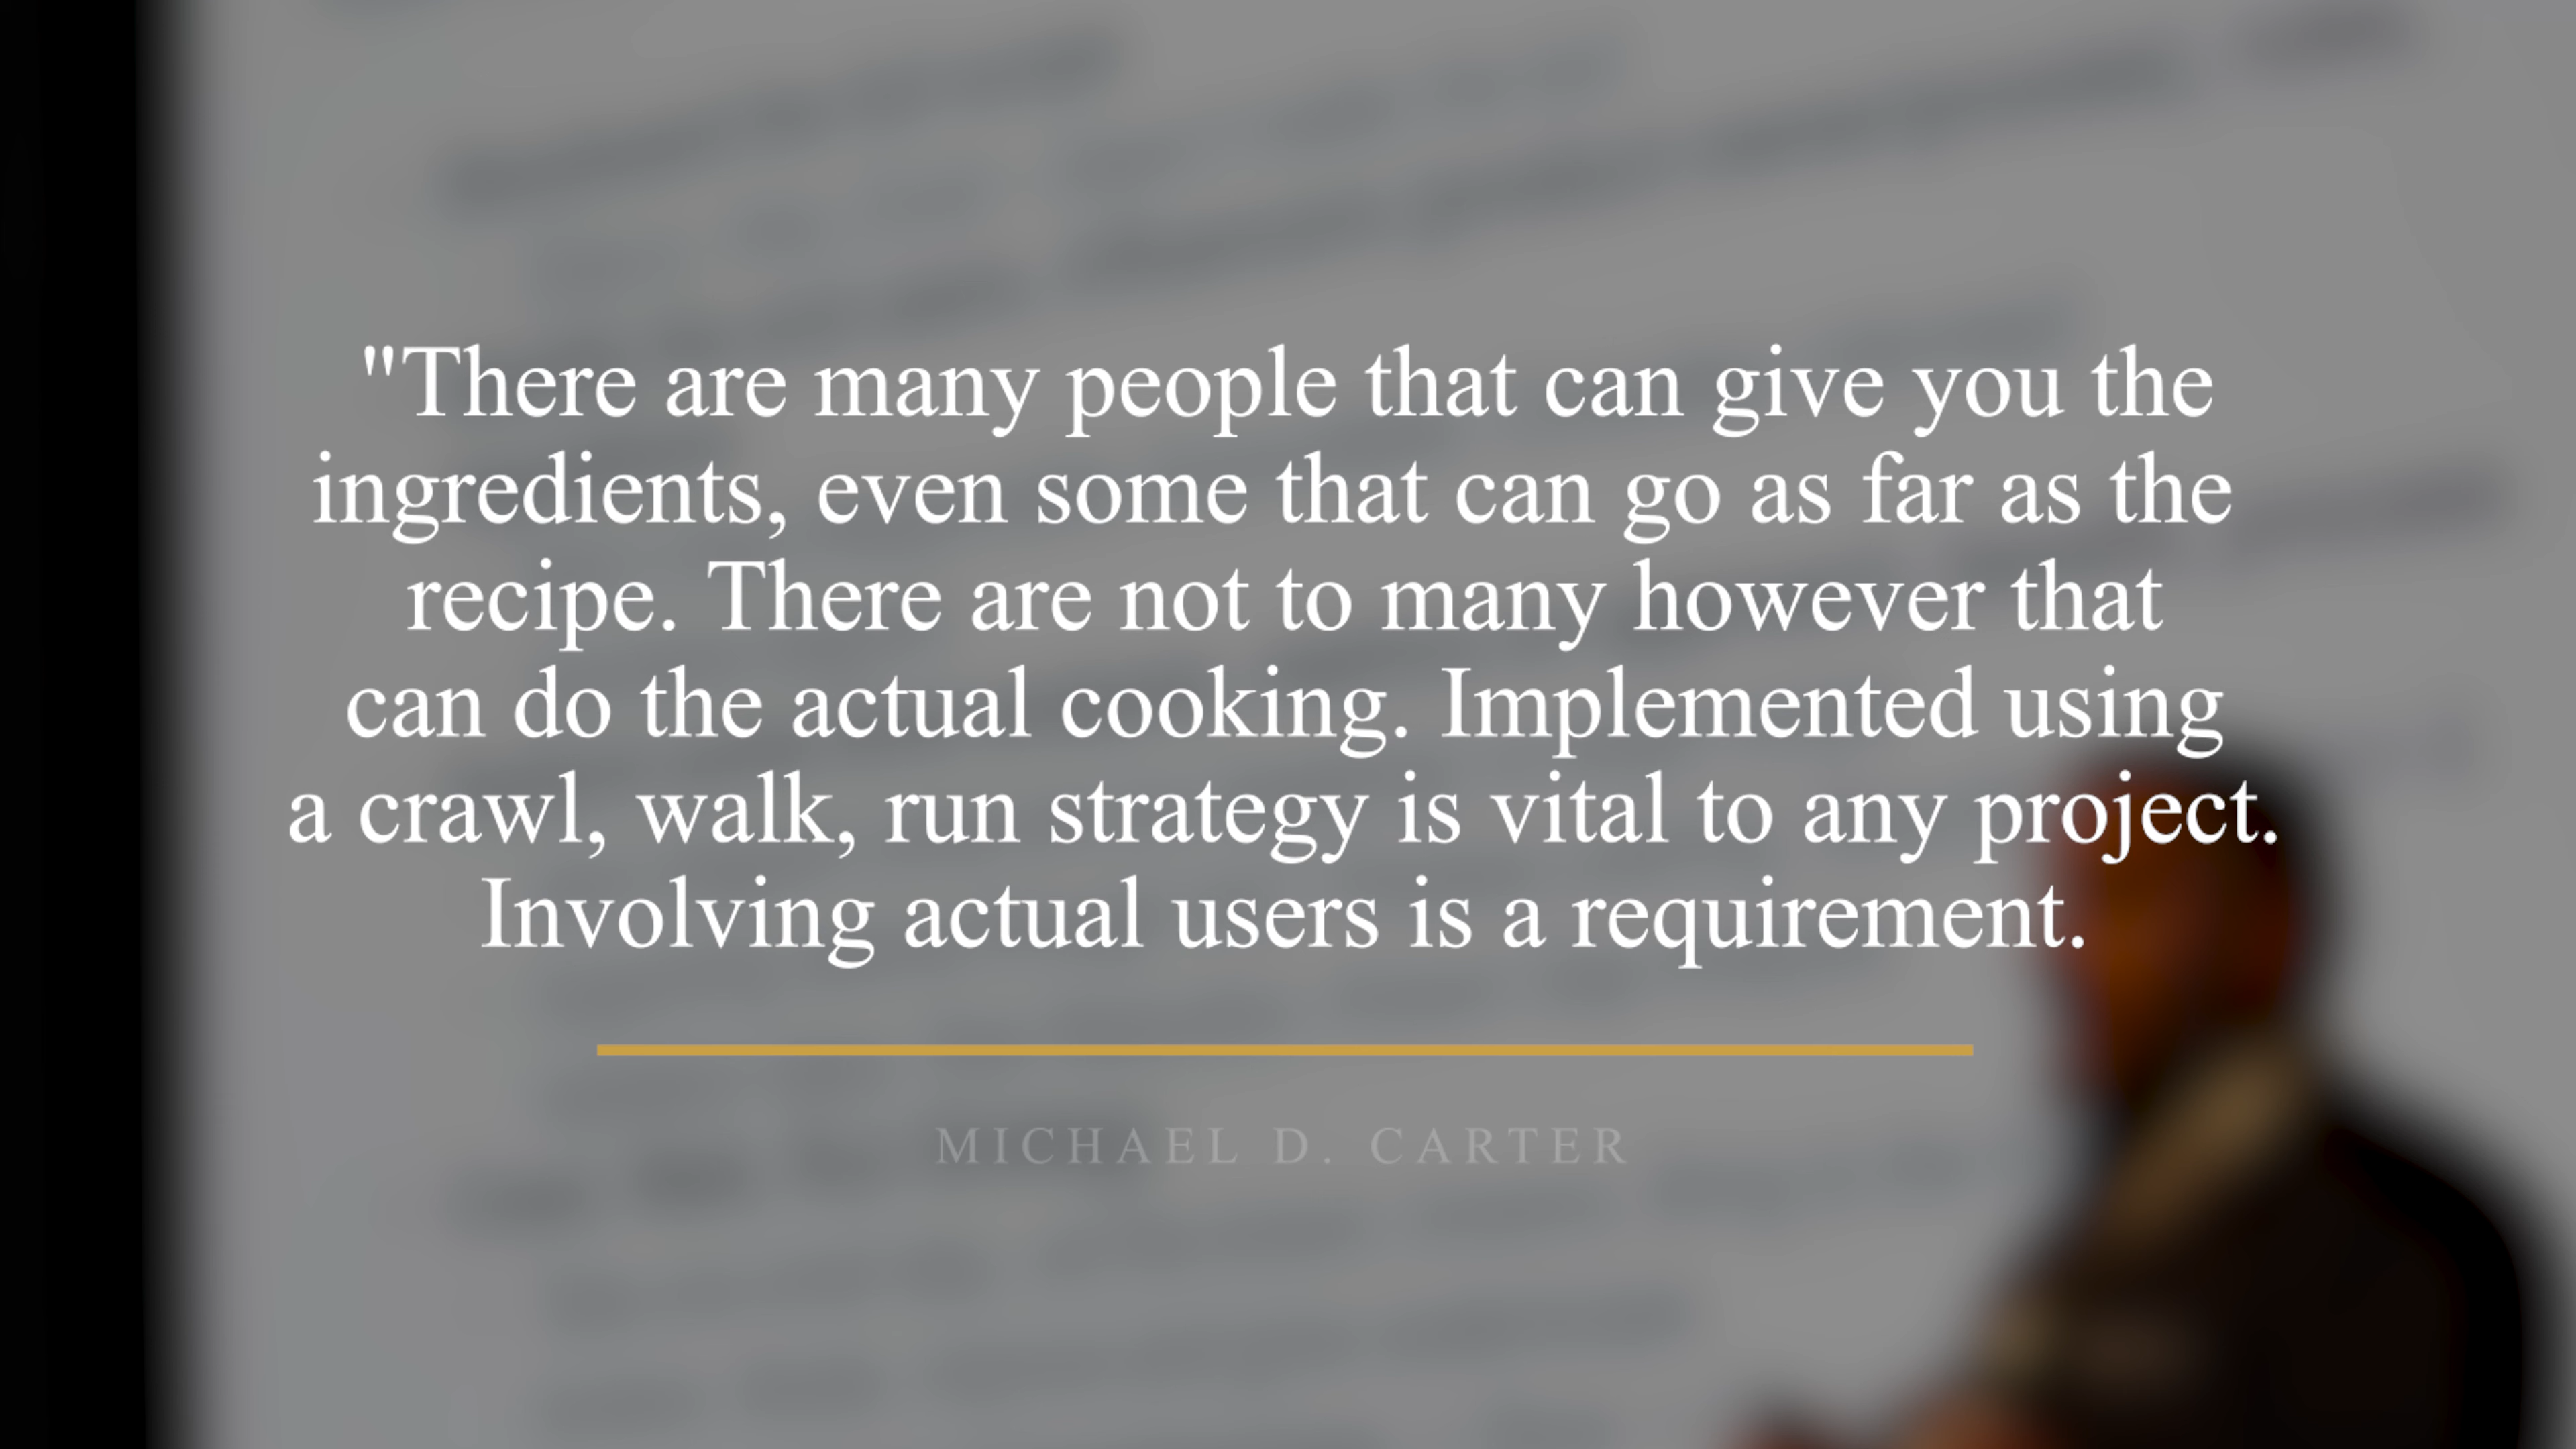 "There are many people that can give you the
ingredients, even some that can go as far as the
recipe. There are not to many however that
can do the actual cooking. Implemented using
a crawl, walk, run strategy is vital to any project.
Involving actual users is a requirement.
MICHAEL D. CARTER